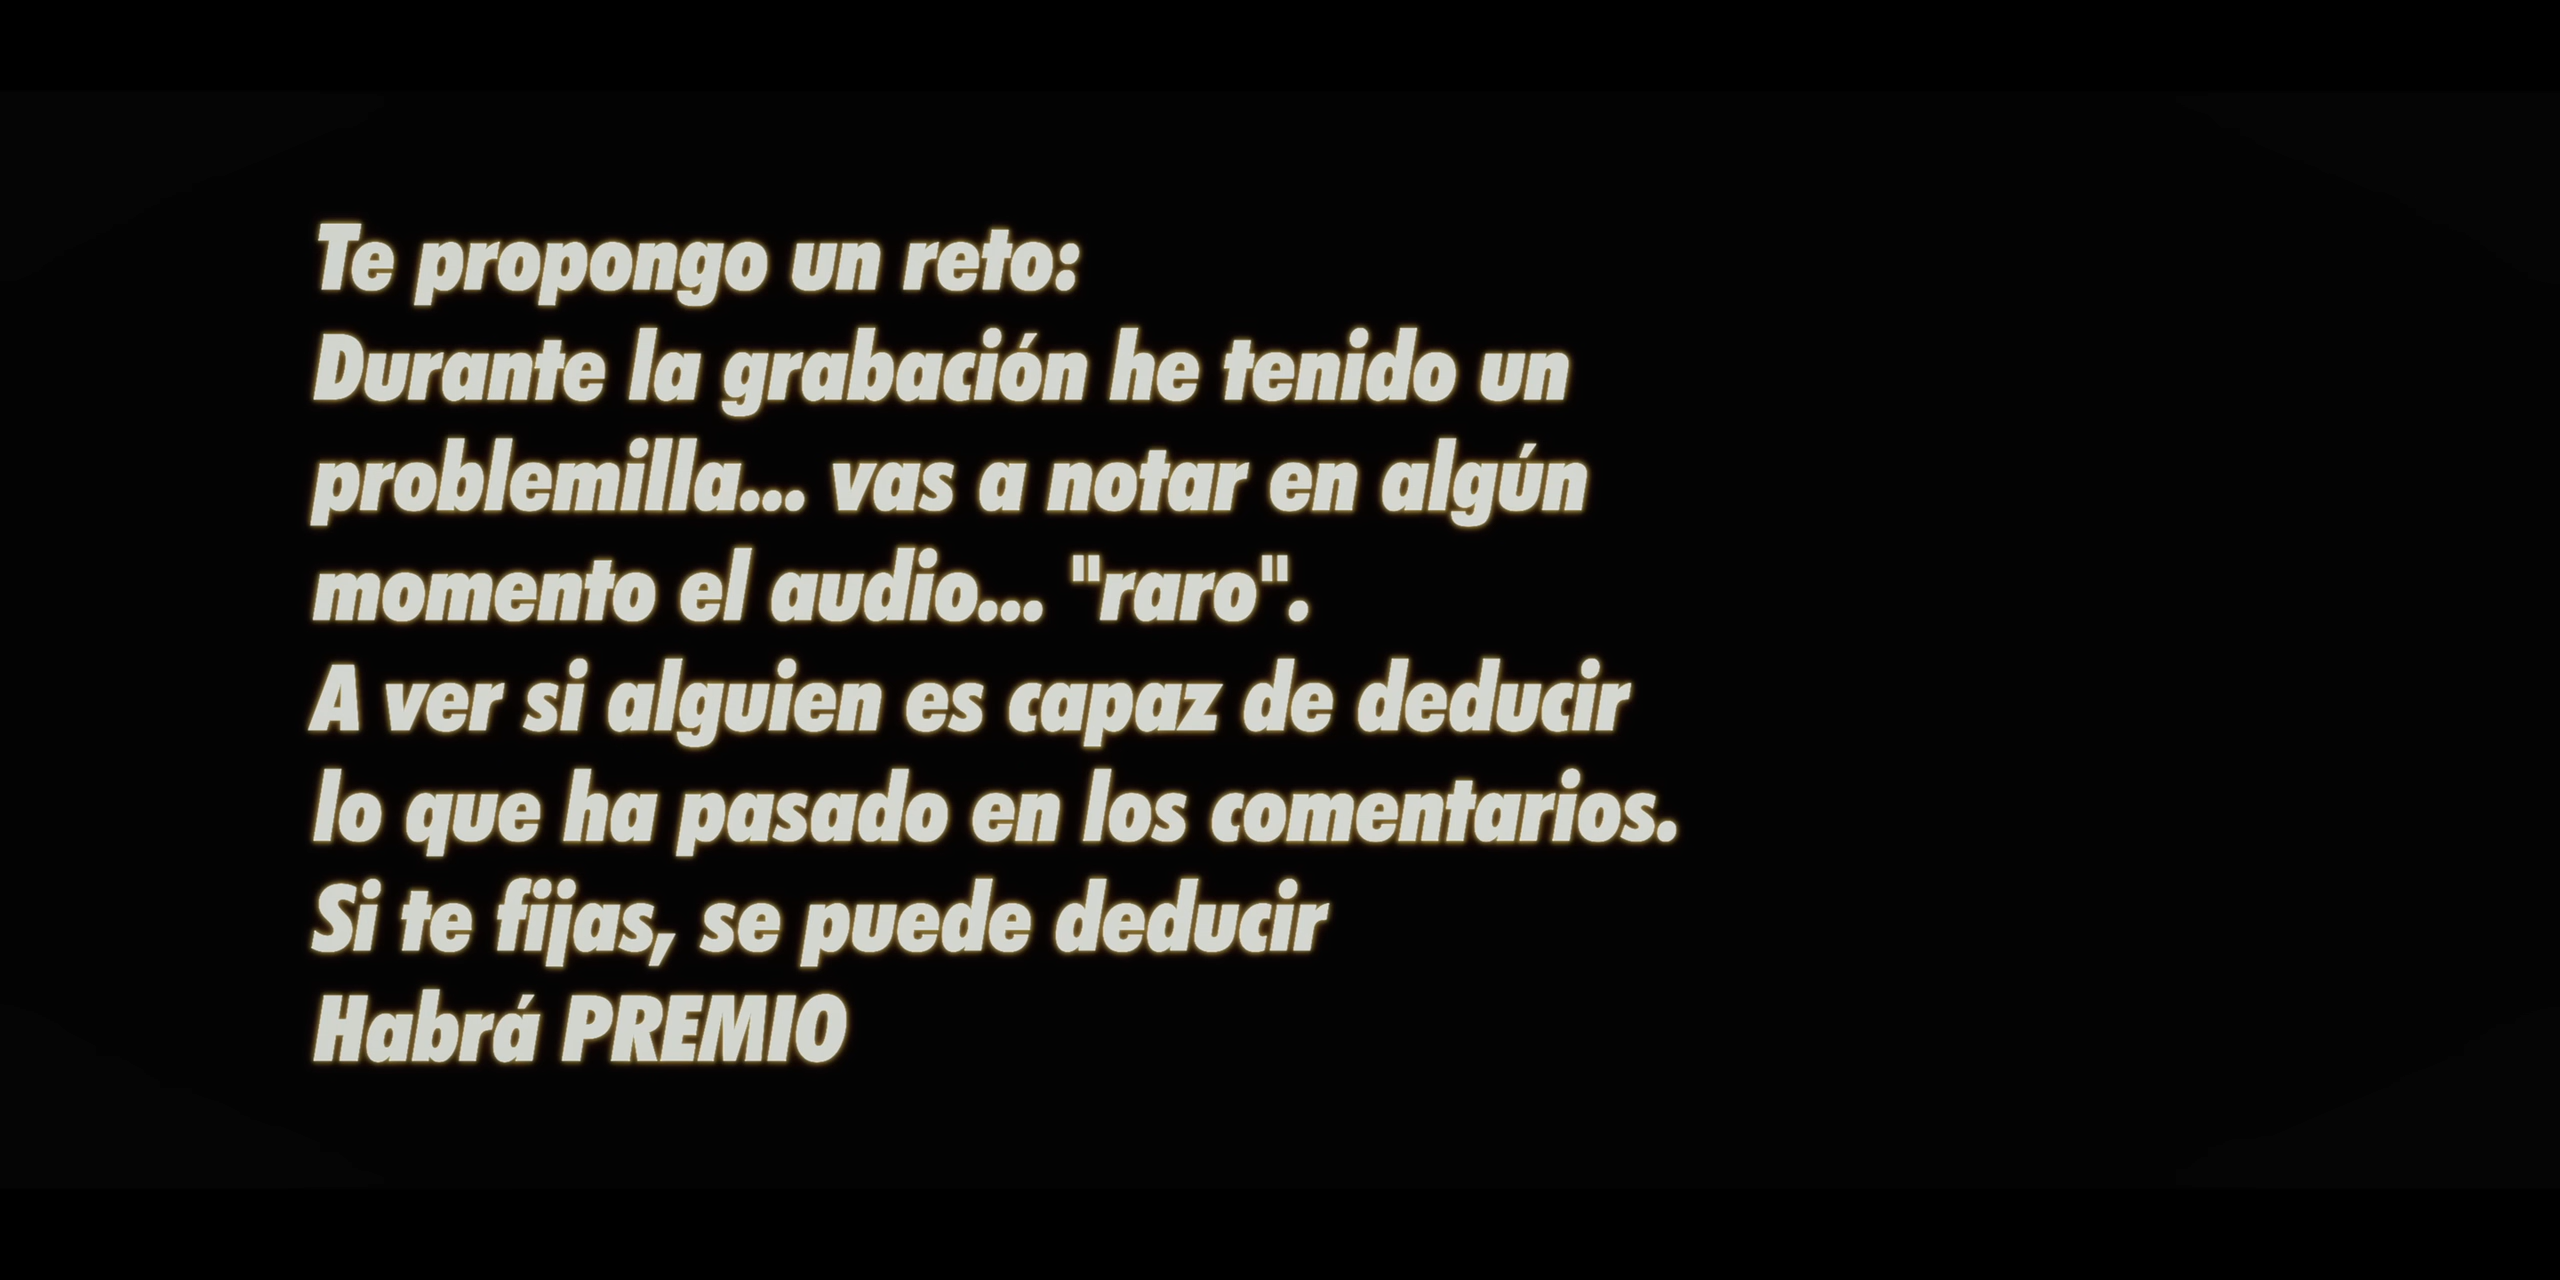 Te propongo un reto:
Durante la grabación he tenido un
problemilla... vas a notar en algún
momento el audio... "raro".
A ver si alguien es capaz de deducir
lo que ha pasado en los comentarios.
Si te fijas, se puede deducir
Habrá PREMIO